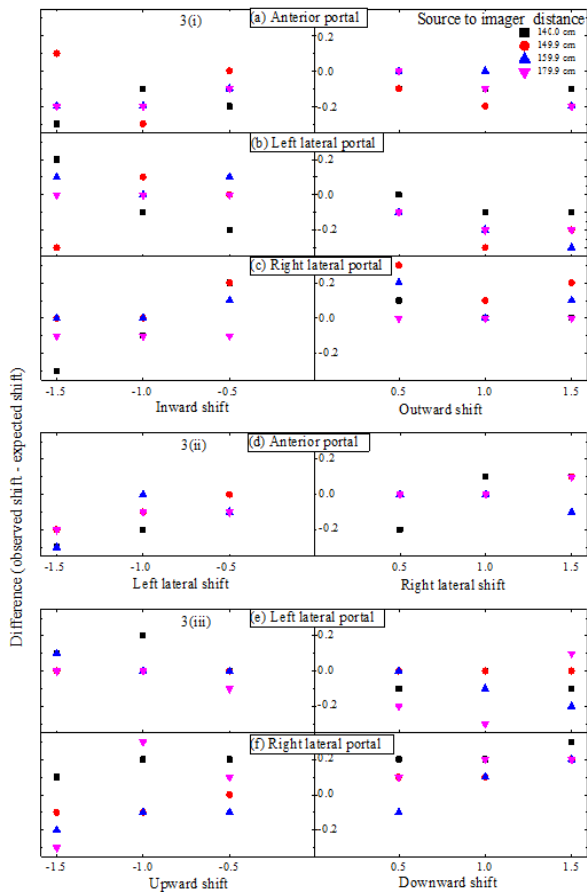 3(i)
(a) Anterior portal
Source to imager distance
140.0 cm
149.9 cm
159.9 cm
179.9 cm
0.0
-0.2
(b) Left lateral portal
0.2
0.0
-0.2
(c) Right lateral portal
0.2
0.0
-0.2
-1.5 -1.0 -0.5 0.5 1.0 1.5
Inward shift Outward shift
Difference (observed shift - expected shift)
3(ii)
(d) Anterior portal
0.2
0.0
-0.2
-1.5 -1.0 -0.5 0.5 1.0 1.5
Left lateral shift Right lateral shift
3(iii)
(e) Left lateral portal
0.2
0.0
-0.2
(f) Right lateral portal
0.2
0.0
-0.2
-1.5 -1.0 -0.5 0.5 1.0 1.5
Upward shift Downward shift